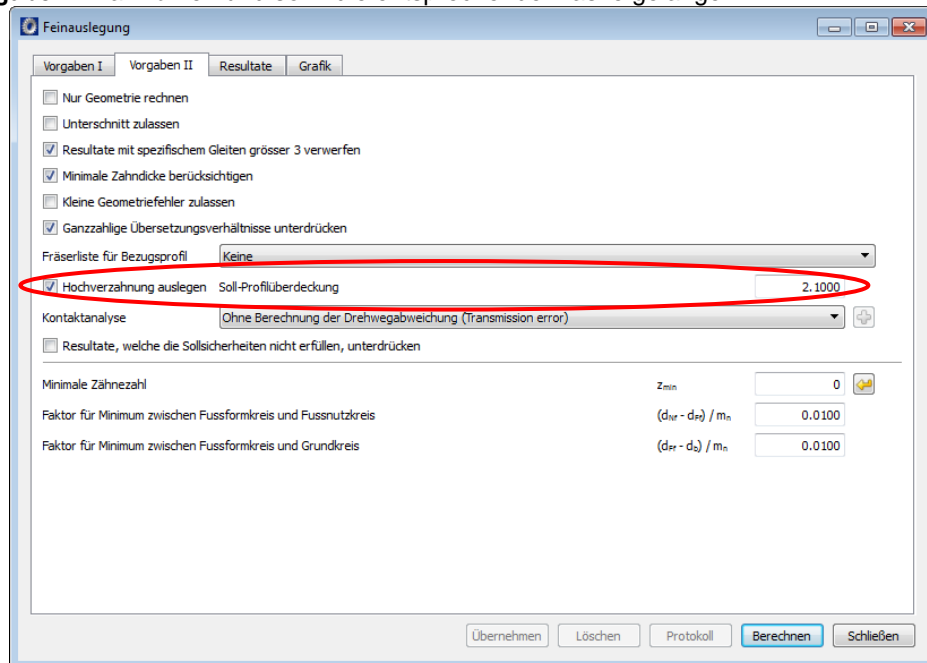 Feinauslegung
Vorgaben I Vorgaben II Resultate Grafik
Nur Geometrie rechnen
Unterschnitt zulassen
Resultate mit spezifischem Gleiten grösser 3 verwerfen
Minimale Zahndicke berücksichtigen
Kleine Geometriefehler zulassen
Ganzzahlige Übersetzungsverhältnisse unterdrücken
Fräserliste für Bezugsprofil Keine
Hochverzahnung auslegen Soll-Profilüberdeckung 2.1000
Kontaktanalyse Ohne Berechnung der Drehwegabweichung (Transmission error)
Resultate, welche die Sollsicherheiten nicht erfüllen, unterdrücken
Minimale Zähnezahl zmin 0
Faktor für Minimum zwischen Fussformkreis und Fussnutzkreis (dNf - dFf) / mn 0.0100
Faktor für Minimum zwischen Fussformkreis und Grundkreis (dFf - db) / mn 0.0100
Übernehmen Löschen Protokoll Berechnen Schließen